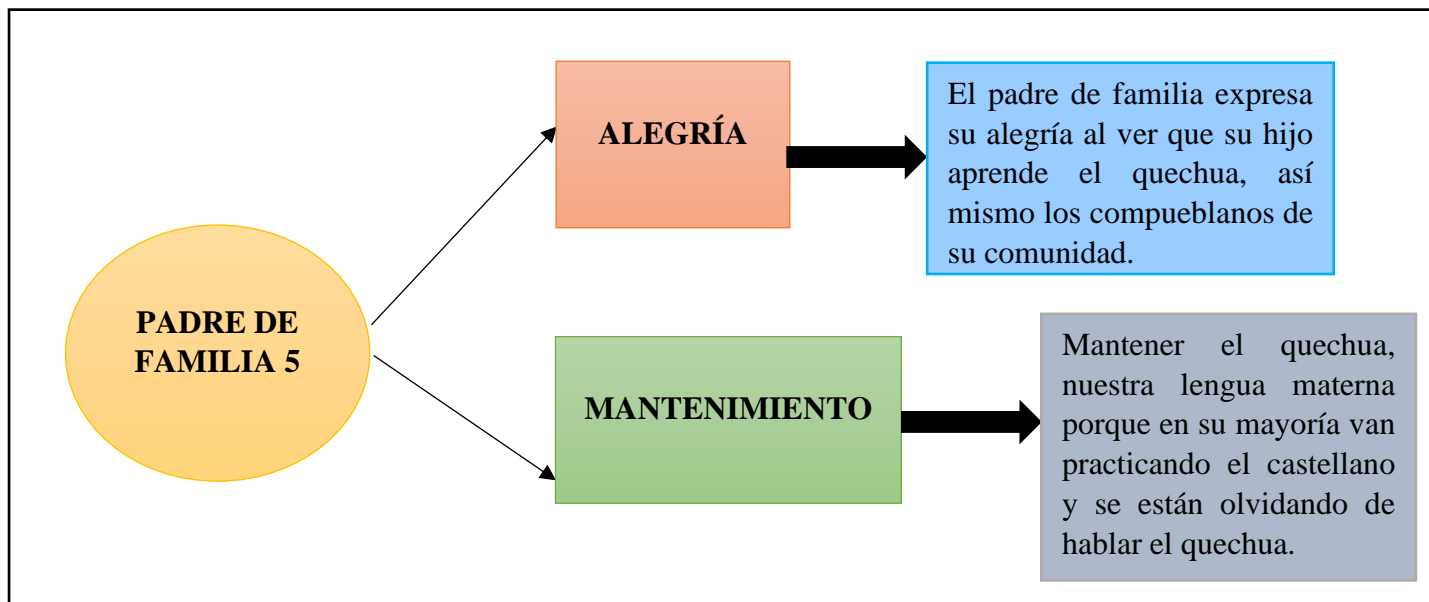 PADRE DE
FAMILIA 5
ALEGRÍA
El padre de familia expresa
su alegría al ver que su hijo
aprende el quechua, así
mismo los compueblanos de
su comunidad.
MANTENIMIENTO
Mantener el quechua,
nuestra lengua materna
porque en su mayoría van
practicando el castellano
y se están olvidando de
hablar el quechua.